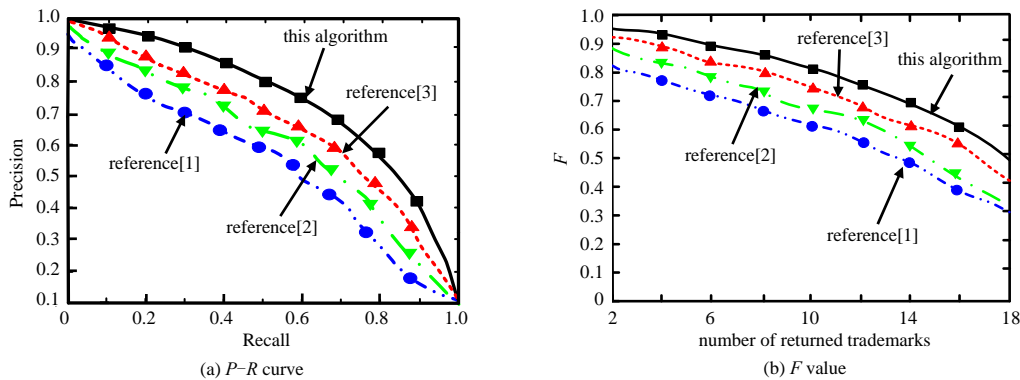 1.0
0.9
0.8
0.7
0.6
0.5
0.4
0.3
0.2
0.1
Precision
0 0.2 0.4 0.6 0.8 1.0
Recall
this algorithm
reference[3]
reference[1]
reference[2]
(a) P−R curve
1
0.9
0.8
0.7
0.6
0.5
0.4
0.3
0.2
0.1
0
F
2 6 10 14 18
number of returned trademarks
reference[3]
this algorithm
reference[2]
reference[1]
(b) F value